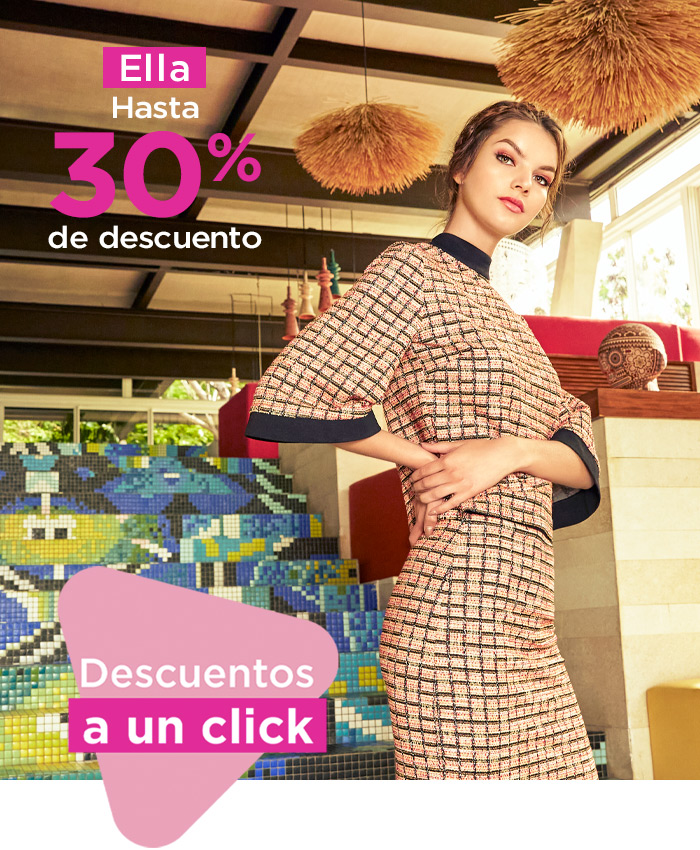 Ella
Hasta
30%
de descuento
Descuentos
a un click